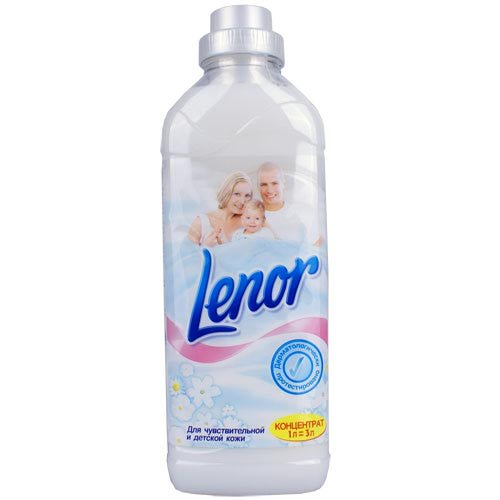 Lenor
Дерматологически
протестировано
Для чувствительной
и детской кожи
КОНЦЕНТРАТ
1л=3л